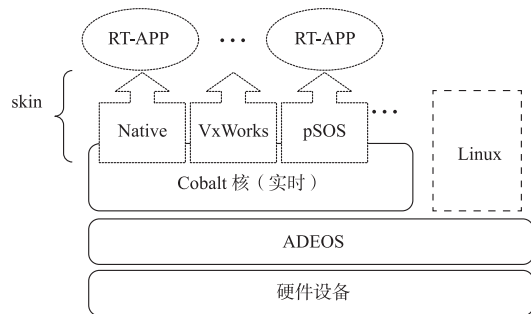 RT-APP ... RT-APP
skin
Native VxWorks pSOS ...
Linux
Cobalt 核（实时）
ADEOS
硬件设备